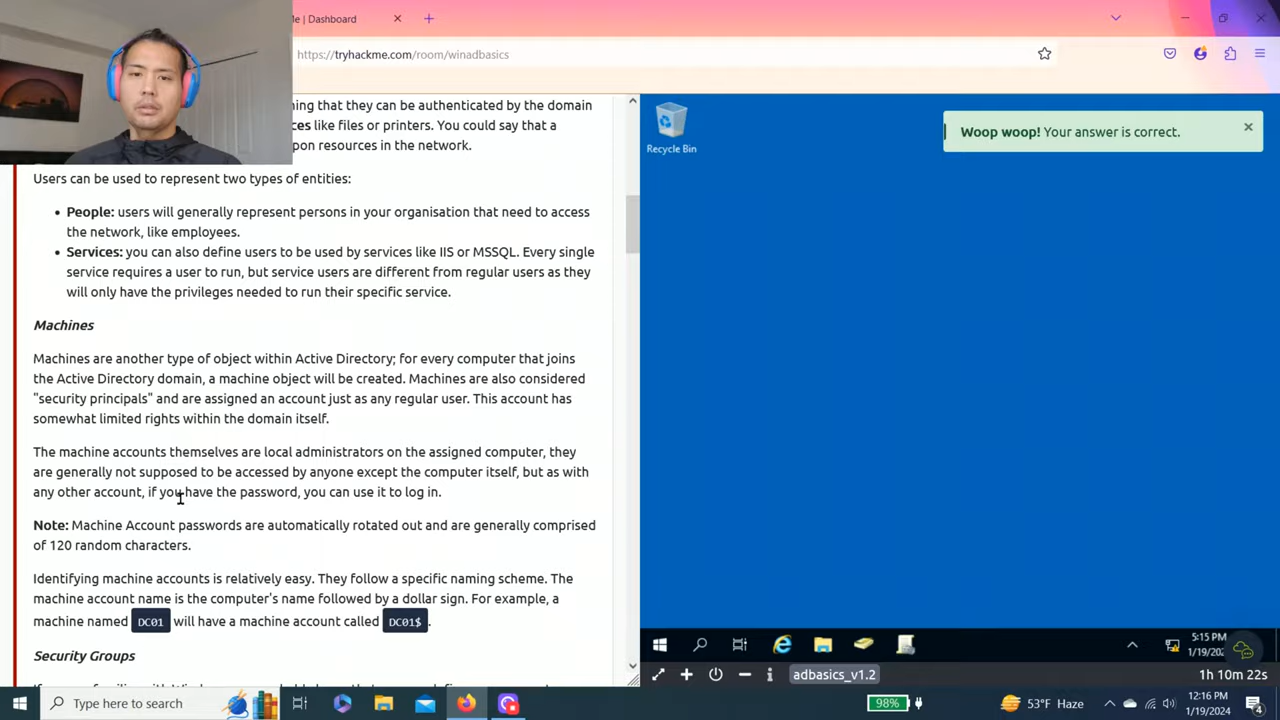 Me | Dashboard
https://tryhackme.com/room/winadbasics
ning that they can be authenticated by the domain
ces like files or printers. You could say that a
pon resources in the network.
Users can be used to represent two types of entities:
• People: users will generally represent persons in your organisation that need to access
the network, like employees.
• Services: you can also define users to be used by services like IIS or MSSQL. Every single
service requires a user to run, but service users are different from regular users as they
will only have the privileges needed to run their specific service.
Machines
Machines are another type of object within Active Directory; for every computer that joins
the Active Directory domain, a machine object will be created. Machines are also considered
"security principals" and are assigned an account just as any regular user. This account has
somewhat limited rights within the domain itself.
The machine accounts themselves are local administrators on the assigned computer, they
are generally not supposed to be accessed by anyone except the computer itself, but as with
any other account, if you have the password, you can use it to log in.
Note: Machine Account passwords are automatically rotated out and are generally comprised
of 120 random characters.
Identifying machine accounts is relatively easy. They follow a specific naming scheme. The
machine account name is the computer's name followed by a dollar sign. For example, a
machine named DC01 will have a machine account called DC01$.
Security Groups
Recycle Bin
Woop woop! Your answer is correct.
5:15 PM
1/19/202
adbasics_v1.2
1h 10m 22s
Type here to search
98%
53°F Haze
12:16 PM
1/19/2024
4